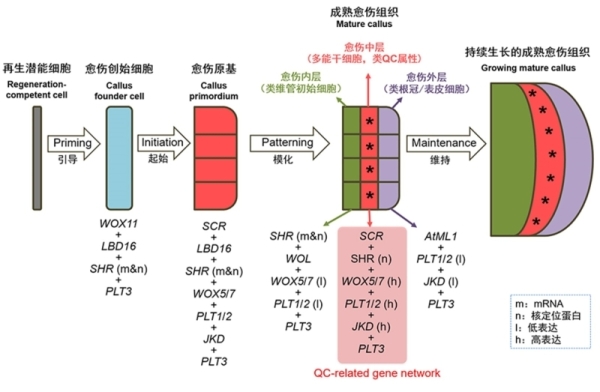 再生潜能细胞
Regeneration-
competent cell
愈伤创始细胞
Callus
founder cell
愈伤原基
Callus
primordium
成熟愈伤组织
Mature callus
愈伤中层
(多能干细胞,类QC属性)
愈伤内层
(类维管初始细胞)
愈伤外层
(类根冠/表皮细胞)
持续生长的成熟愈伤组织
Growing mature callus
Priming
引导
Initiation
起始
Patterning
模化
Maintenance
维持
* * * *
* * * * * *
WOX11
+
LBD16
+
SHR (m&n)
+
PLT3
SCR
+
LBD16
+
SHR (m&n)
+
WOX5/7
+
PLT1/2
+
JKD
+
PLT3
SHR (m&n)
+
WOL
+
WOX5/7 (l)
+
PLT1/2 (l)
+
PLT3
SCR
+
SHR (n)
+
WOX5/7 (h)
+
PLT1/2 (h)
+
JKD (h)
+
PLT3
AtML1
+
PLT1/2 (l)
+
JKD (l)
+
PLT3
QC-related gene network
m:mRNA
n:核定位蛋白
l:低表达
h:高表达